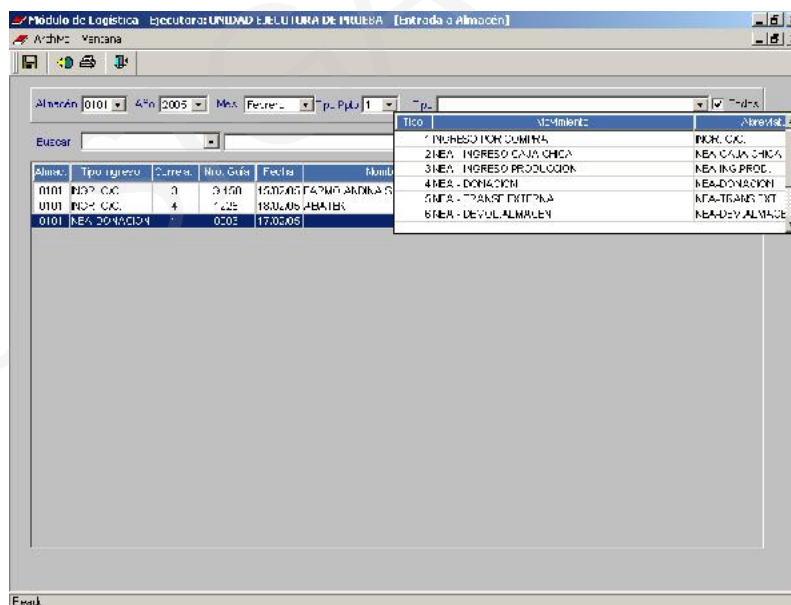 Módulo de Logística Ejecutora: UNIDAD EJECUTORA DE PRUEBA [Entrada a Almacén]
Archivo Ventana
Almacén 0101 Año 2005 Mes Febrero Tipo Ppto 1 Tipo Todos
Buscar
Tipo Movimiento Abreviat.
1 INGRESO POR COMPRA INGR. O/C.
2 NEA - INGRESO CAJA CHICA NEA-CAJA CHICA
3 NEA - INGRESO PRODUCCION NEA-ING.PROD.
4 NEA - DONACION NEA-DONACION
5 NEA - TRANSF. EXTERNA NEA-TRANS.EXT
6 NEA - DEVOL.ALMACEN NEA-DEV.ALMACE
Almac. Tipo Ingreso Correla. Nro. Guía Fecha Nomb
0101 INGR. O/C. 3 15/02/05 ANDINA S
0101 INGR. O/C. 4 18/02/05
0101 NEA-DONACION 1 17/02/05
Ready